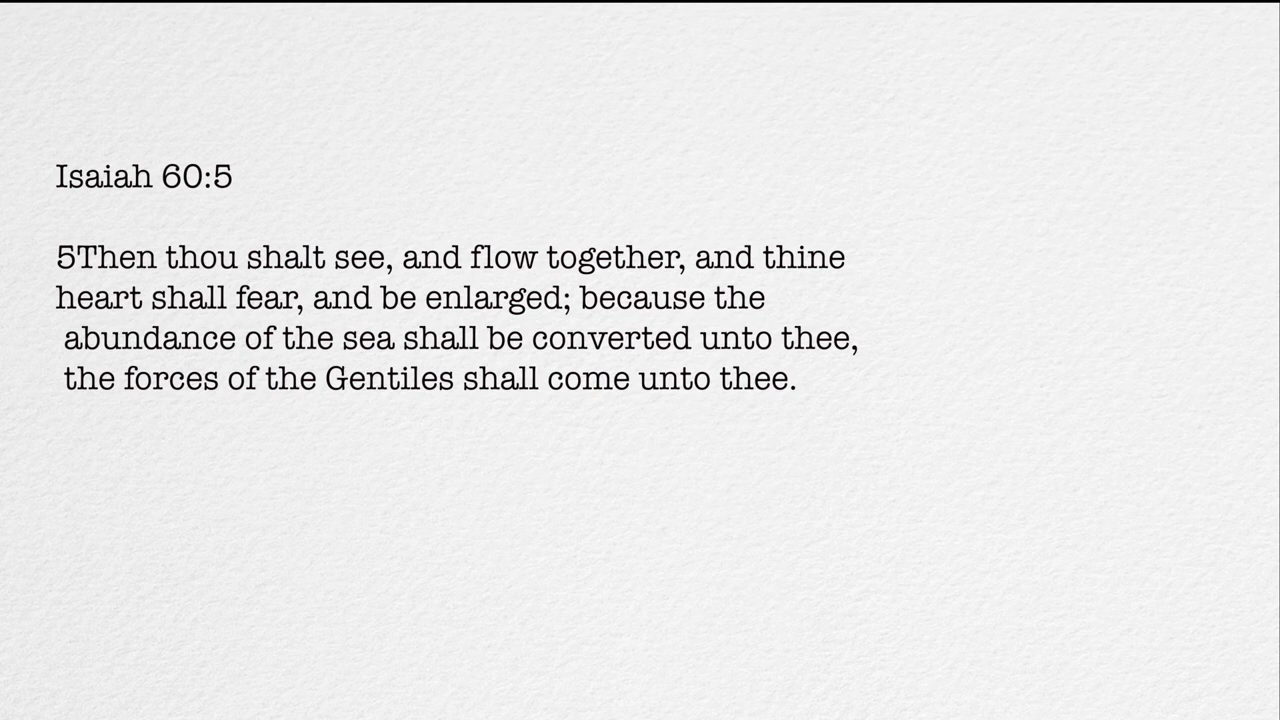 Isaiah 60:5
5Then thou shalt see, and flow together, and thine
heart shall fear, and be enlarged; because the
abundance of the sea shall be converted unto thee,
the forces of the Gentiles shall come unto thee.